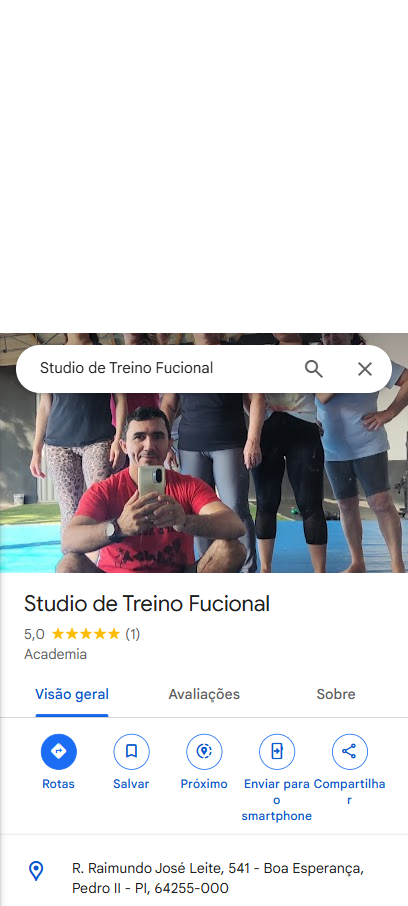 Studio de Treino Fucional
Studio de Treino Fucional
5,0 (1)
Academia
Visão geral Avaliações Sobre
Rotas Salvar Próximo Enviar para o smartphone Compartilhar
R. Raimundo José Leite, 541 - Boa Esperança,
Pedro II - PI, 64255-000